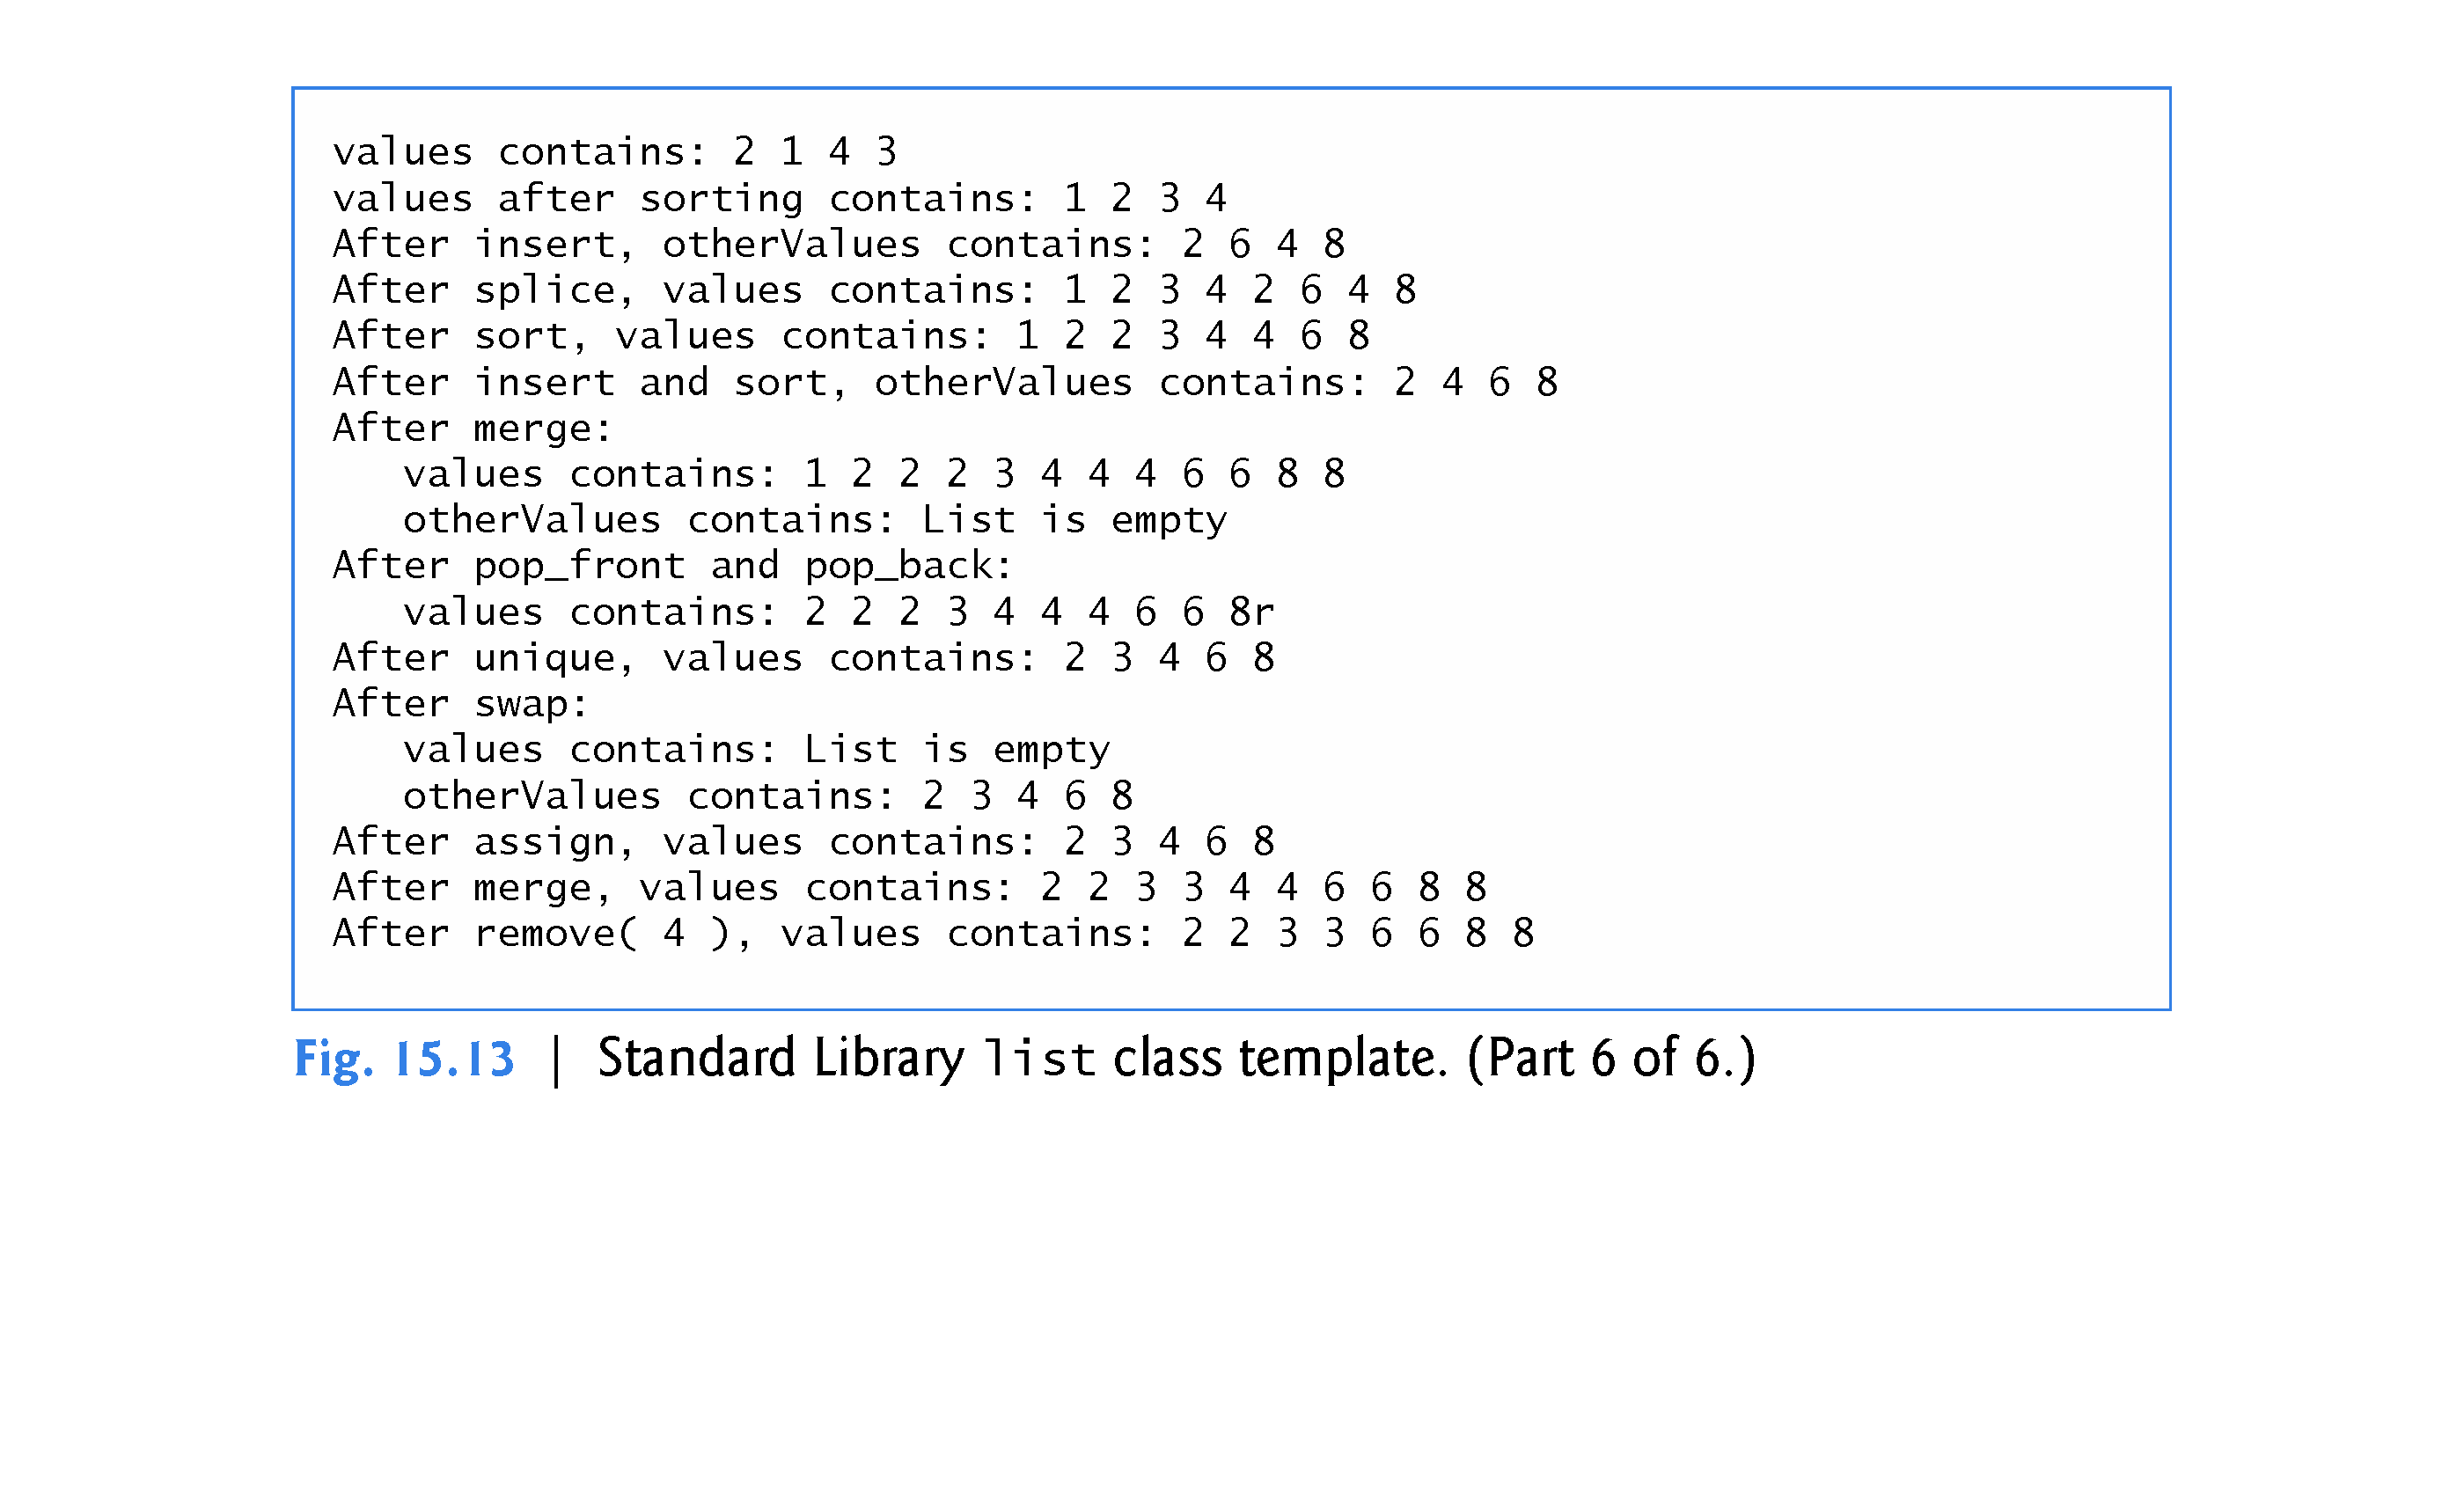 values contains: 2 1 4 3
values after sorting contains: 1 2 3 4
After insert, otherValues contains: 2 6 4 8
After splice, values contains: 1 2 3 4 2 6 4 8
After sort, values contains: 1 2 2 3 4 4 6 8
After insert and sort, otherValues contains: 2 4 6 8
After merge:
   values contains: 1 2 2 2 3 4 4 4 6 6 8 8
   otherValues contains: List is empty
After pop_front and pop_back:
   values contains: 2 2 2 3 4 4 4 6 6 8r
After unique, values contains: 2 3 4 6 8
After swap:
   values contains: List is empty
   otherValues contains: 2 3 4 6 8
After assign, values contains: 2 3 4 6 8
After merge, values contains: 2 2 3 3 4 4 6 6 8 8
After remove( 4 ), values contains: 2 2 3 3 6 6 8 8
Fig. 15.13 | Standard Library list class template. (Part 6 of 6.)